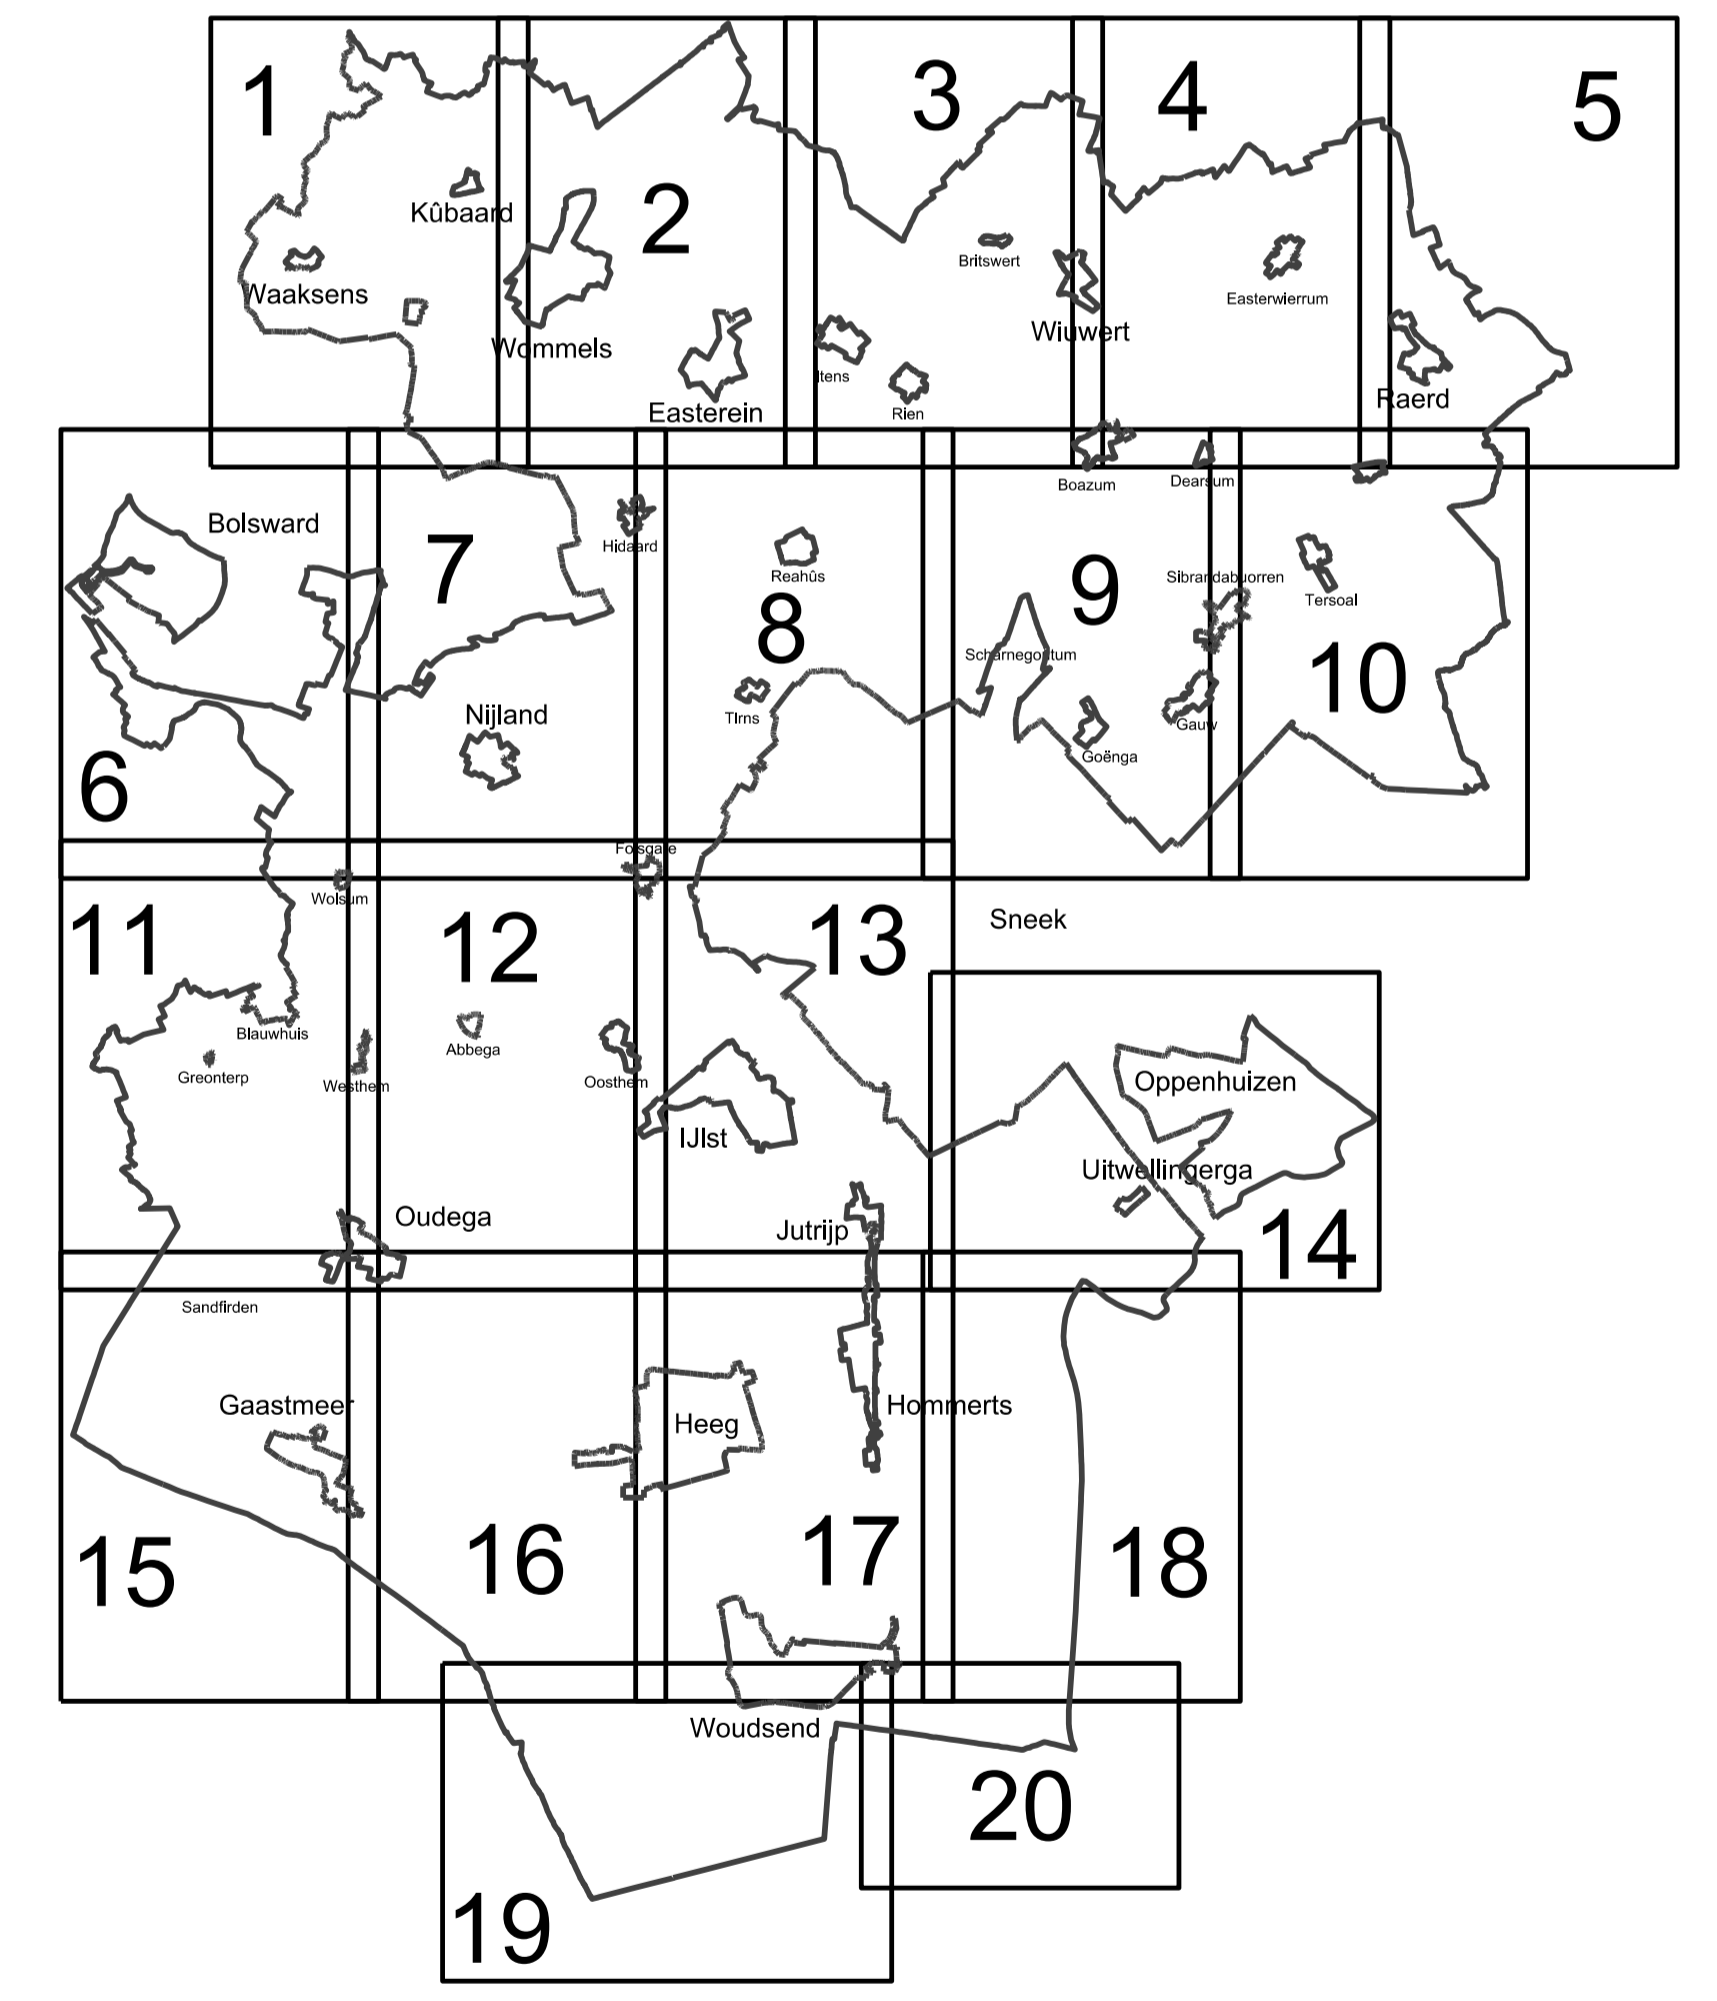 1
2
3
4
5
Kûbaard
Waaksens
Wommels
Easterein
Britswert
Itens
Rien
Wiuwert
Easterwierrum
Raerd
Boazum
Dearsum
Bolsward
Hidaard
Reahûs
7
8
9
Sibrandabuorren
Tersoal
Scharnegoutum
10
TIrns
Nijland
Gauw
Goënga
6
Fofsgare
Wolsum
11
12
13
Sneek
Blauwhuis
Greonterp
Westhem
Abbega
Oosthem
IJlst
Oppenhuizen
Uitwellingerga
Oudega
Jutrijp
14
Sandfirden
Gaastmeer
Heeg
Hommerts
15
16
17
18
Woudsend
20
19